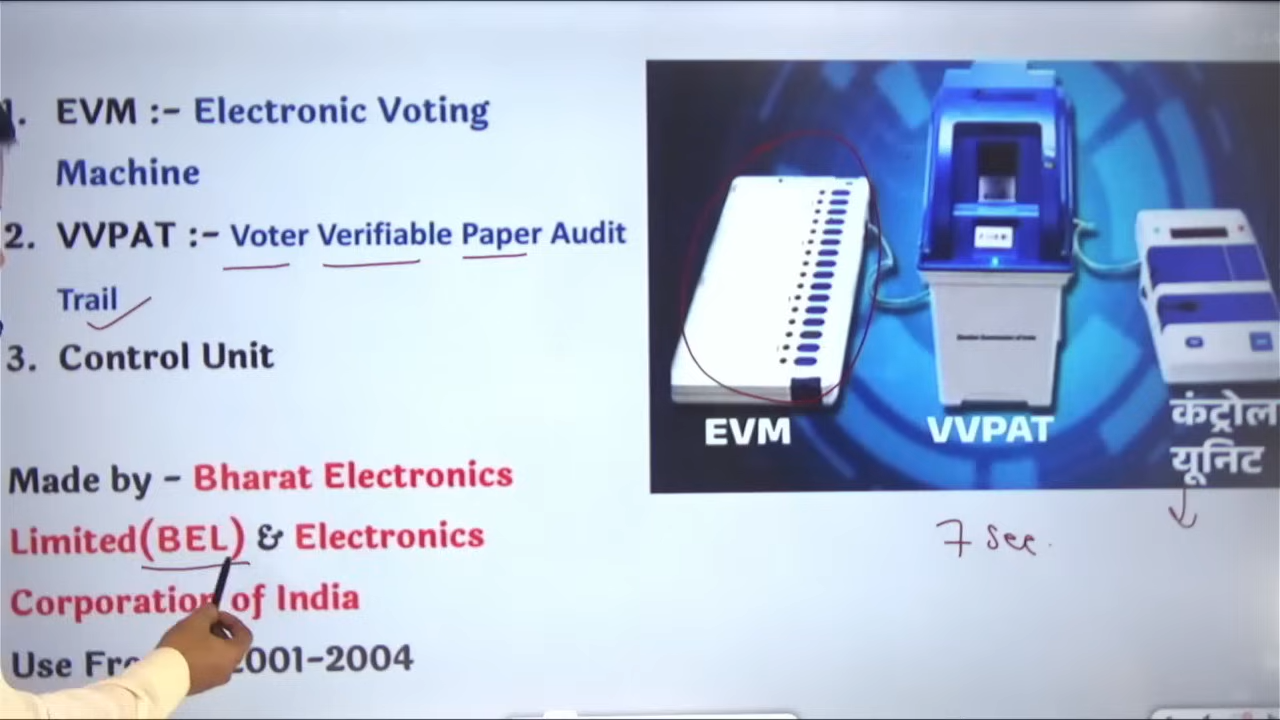 1. EVM :- Electronic Voting
Machine
2. VVPAT :- Voter Verifiable Paper Audit
Trail
3. Control Unit
Made by - Bharat Electronics
Limited(BEL) & Electronics
Corporation of India
Use 2001-2004
EVM
VVPAT
कंट्रोल
यूनिट
7 Sec.